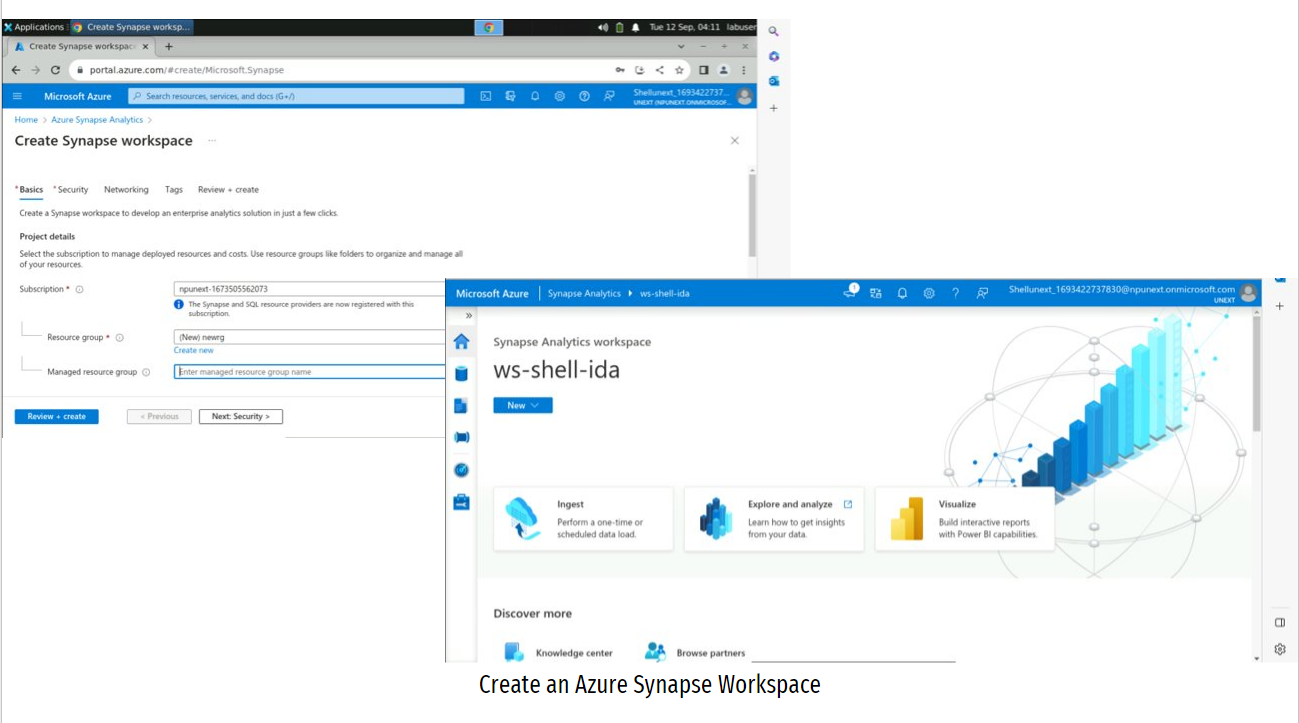 Applications
Create Synapse worksp...
Tue 12 Sep, 04:11 labuser
Create Synapse workspac
portal.azure.com/#create/Microsoft.Synapse
Microsoft Azure
Search resources, services, and docs (G+/)
Shellunext_1693422737...
UNEXT (NPUNEXT.ONMICROSOF...
Home > Azure Synapse Analytics >
Create Synapse workspace ...
* Basics * Security Networking Tags Review + create
Create a Synapse workspace to develop an enterprise analytics solution in just a few clicks.
Project details
Select the subscription to manage deployed resources and costs. Use resource groups like folders to organize and manage all
of your resources.
Subscription *
npunext-1673505562073
The Synapse and SQL resource providers are now registered with this
subscription.
Resource group *
(New) newrg
Create new
Managed resource group
Enter managed resource group name
Review + create
< Previous
Next: Security >
Microsoft Azure
Synapse Analytics
ws-shell-ida
1
Shellunext_1693422737830@npunext.onmicrosoft.com
UNEXT
Synapse Analytics workspace
ws-shell-ida
New
Ingest
Perform a one-time or
scheduled data load.
Explore and analyze
Learn how to get insights
from your data.
Visualize
Build interactive reports
with Power BI capabilities.
Discover more
Knowledge center
Browse partners
Create an Azure Synapse Workspace